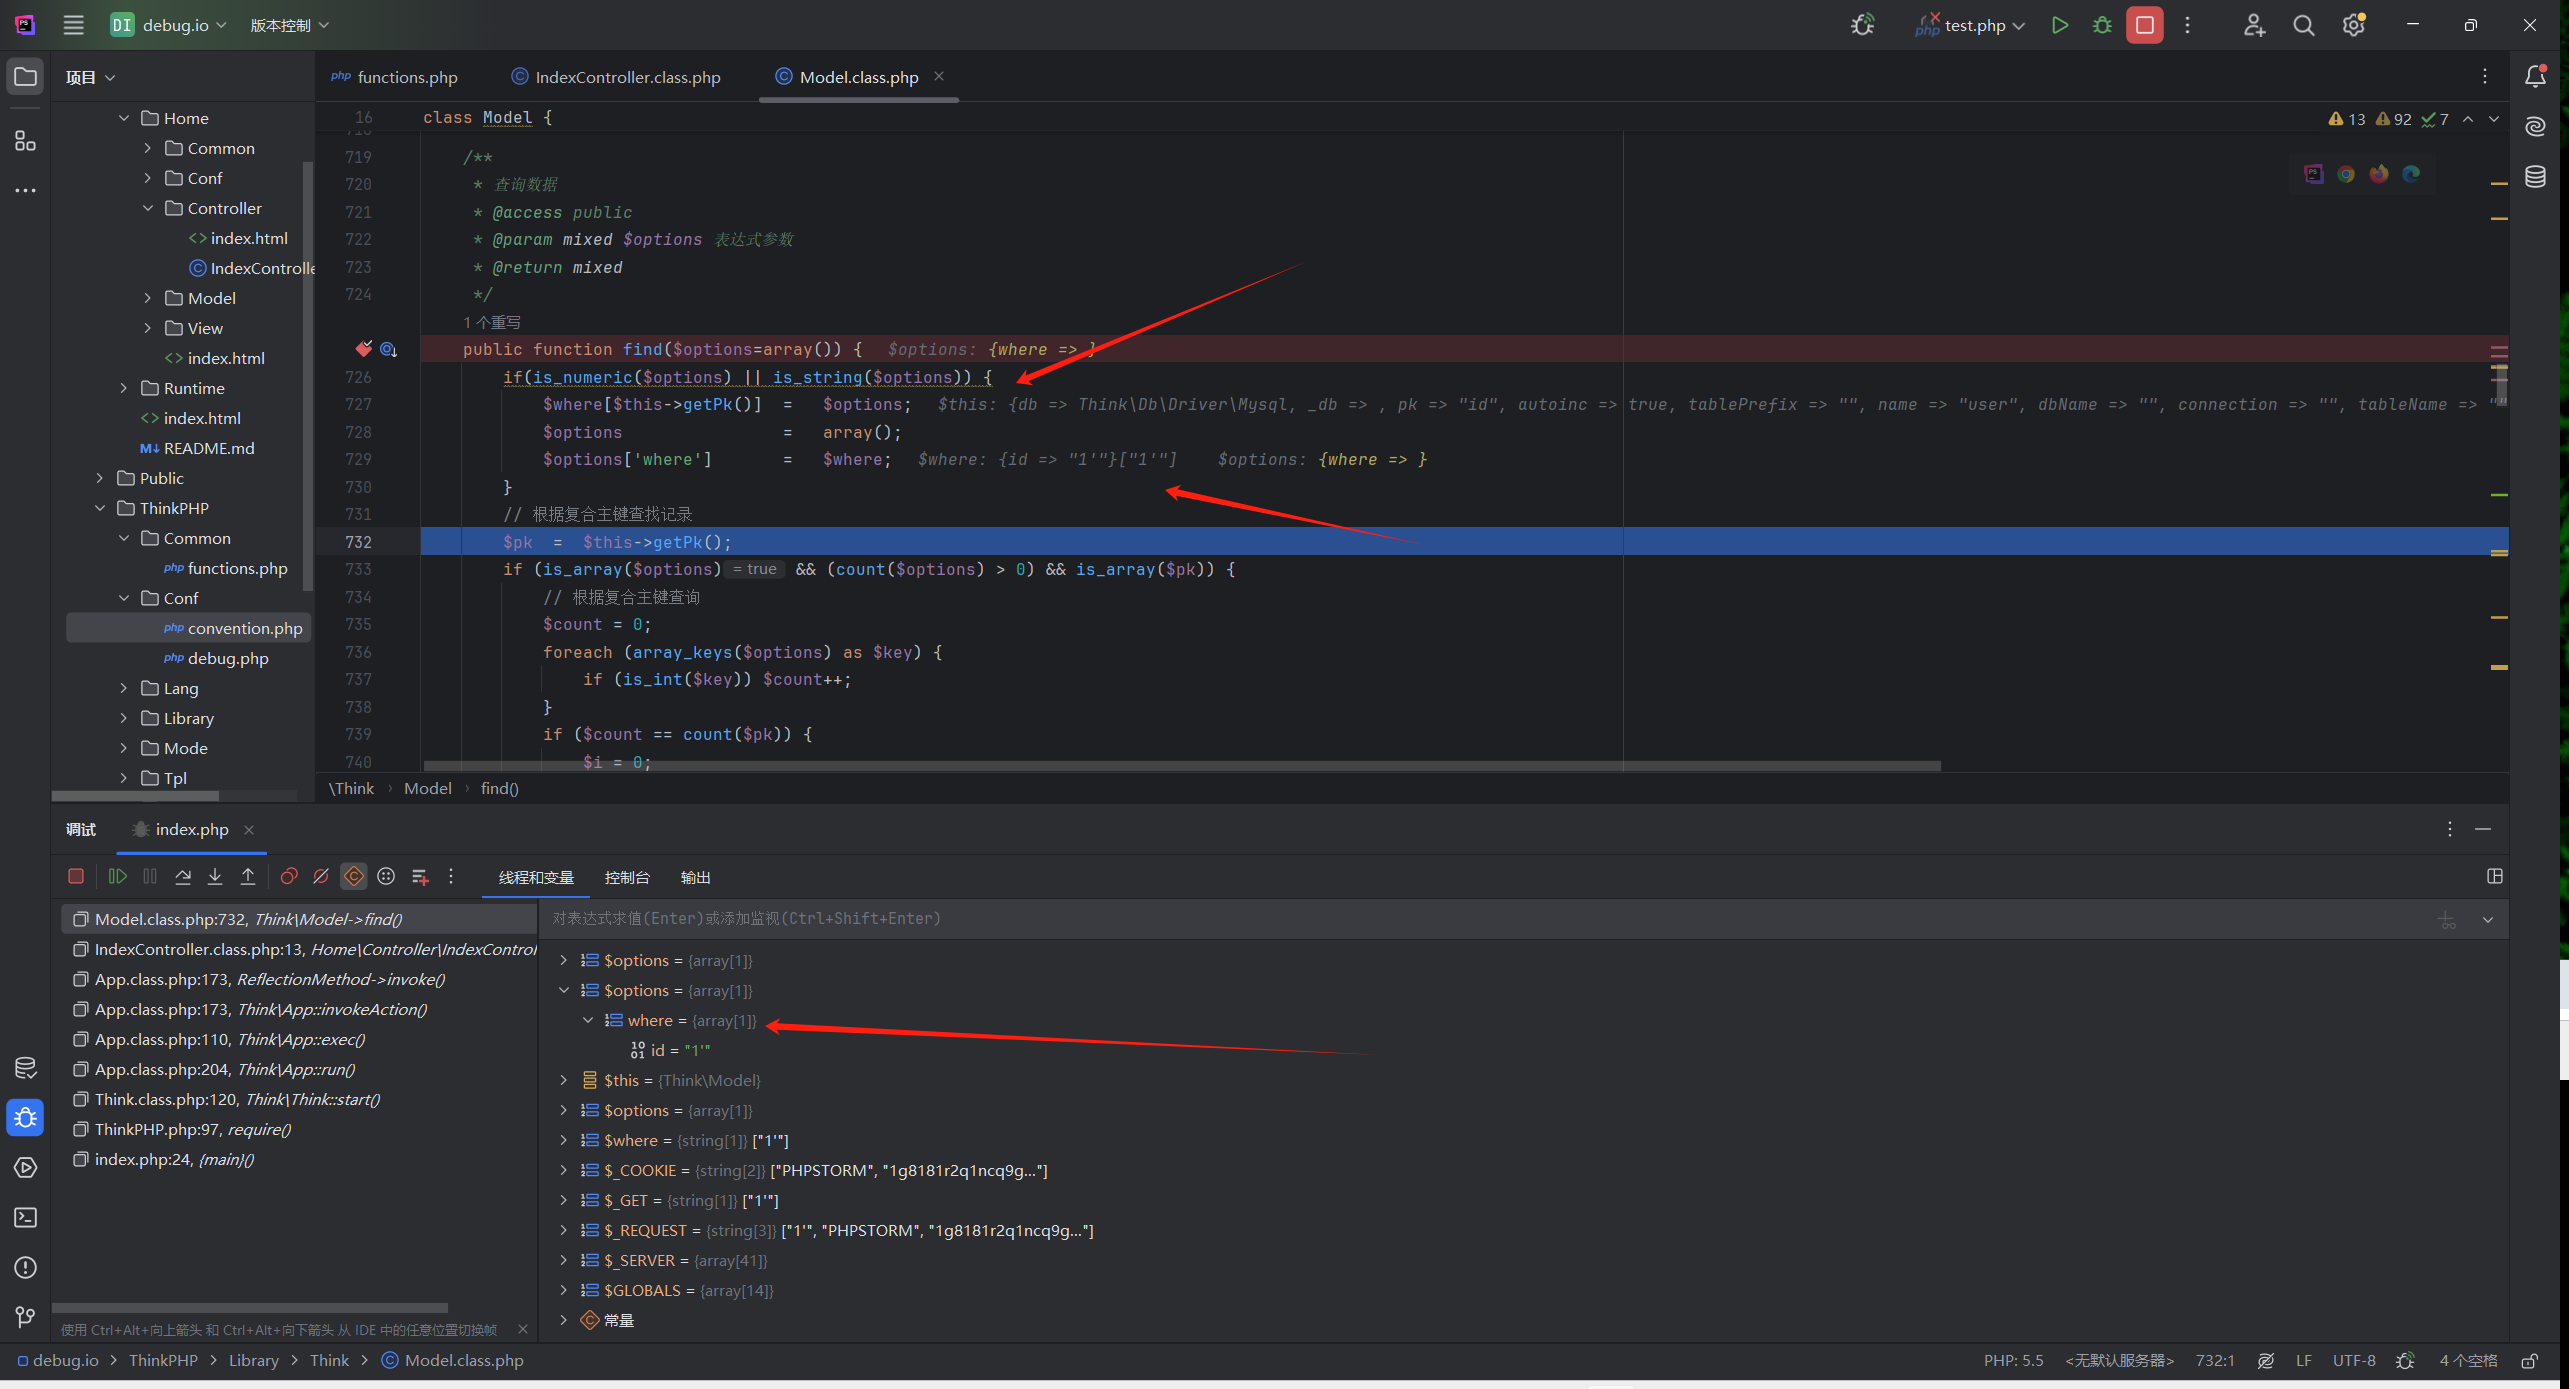 DI debug.io 版本控制 test.php
项目
Home
Common
Conf
Controller
index.html
IndexControlle
Model
View
index.html
Runtime
index.html
README.md
Public
ThinkPHP
Common
functions.php
Conf
convention.php
debug.php
Lang
Library
Mode
Tpl
functions.php IndexController.class.php Model.class.php
16 class Model {
13 92 7
719 /**
720 * 查询数据
721 * @access public
722 * @param mixed $options 表达式参数
723 * @return mixed
724 */
1 个重写
public function find($options=array()) { $options: {where => }
726 if(is_numeric($options) || is_string($options)) {
727 $where[$this->getPk()] = $options; $this: {db => Think\Db\Driver\Mysql, _db => , pk => "id", autoinc => true, tablePrefix => "", name => "user", dbName => "", connection => "", tableName => ""
728 $options = array();
729 $options['where'] = $where; $where: {id => "1'"}["1'"] $options: {where => }
730 }
731 // 根据复合主键查找记录
732 $pk = $this->getPk();
733 if (is_array($options) = true && (count($options) > 0) && is_array($pk)) {
734 // 根据复合主键查询
735 $count = 0;
736 foreach (array_keys($options) as $key) {
737 if (is_int($key)) $count++;
738 }
739 if ($count == count($pk)) {
740 $i = 0;
\Think › Model › find()
调试 index.php
线程和变量 控制台 输出
Model.class.php:732, Think\Model->find()
IndexController.class.php:13, Home\Controller\IndexControl
App.class.php:173, ReflectionMethod->invoke()
App.class.php:173, Think\App::invokeAction()
App.class.php:110, Think\App::exec()
App.class.php:204, Think\App::run()
Think.class.php:120, Think\Think::start()
ThinkPHP.php:97, require()
index.php:24, {main}()
使用 Ctrl+Alt+向上箭头 和 Ctrl+Alt+向下箭头 从 IDE 中的任意位置切换帧
对表达式求值(Enter)或添加监视(Ctrl+Shift+Enter)
$options = {array[1]}
$options = {array[1]}
where = {array[1]}
id = "1'"
$this = {Think\Model}
$options = {array[1]}
$where = {string[1]} ["1'"]
$_COOKIE = {string[2]} ["PHPSTORM", "1g8181r2q1ncq9g..."]
$_GET = {string[1]} ["1'"]
$_REQUEST = {string[3]} ["1'", "PHPSTORM", "1g8181r2q1ncq9g..."]
$_SERVER = {array[41]}
$GLOBALS = {array[14]}
常量
debug.io > ThinkPHP > Library > Think > Model.class.php
PHP: 5.5 <无默认服务器> 732:1 LF UTF-8 4 个空格